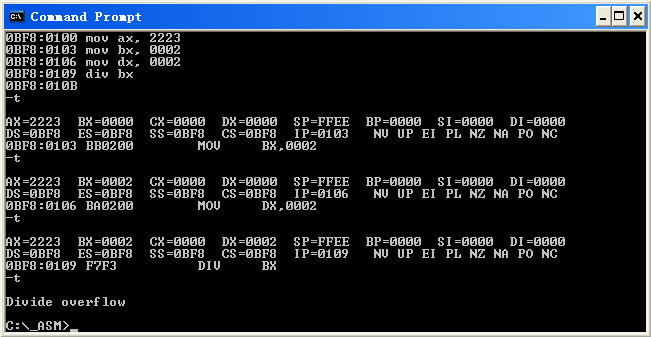 Command Prompt
0BF8:0100 mov ax, 2223
0BF8:0103 mov bx, 0002
0BF8:0106 mov dx, 0002
0BF8:0109 div bx
0BF8:010B
-t
AX=2223  BX=0000  CX=0000  DX=0000  SP=FFEE  BP=0000  SI=0000  DI=0000
DS=0BF8  ES=0BF8  SS=0BF8  CS=0BF8  IP=0103   NV UP EI PL NZ NA PO NC
0BF8:0103 BB0200        MOV     BX,0002
-t
AX=2223  BX=0002  CX=0000  DX=0000  SP=FFEE  BP=0000  SI=0000  DI=0000
DS=0BF8  ES=0BF8  SS=0BF8  CS=0BF8  IP=0106   NV UP EI PL NZ NA PO NC
0BF8:0106 BA0200        MOV     DX,0002
-t
AX=2223  BX=0002  CX=0000  DX=0002  SP=FFEE  BP=0000  SI=0000  DI=0000
DS=0BF8  ES=0BF8  SS=0BF8  CS=0BF8  IP=0109   NV UP EI PL NZ NA PO NC
0BF8:0109 F7F3          DIV     BX
-t
Divide overflow
C:\_ASM>_